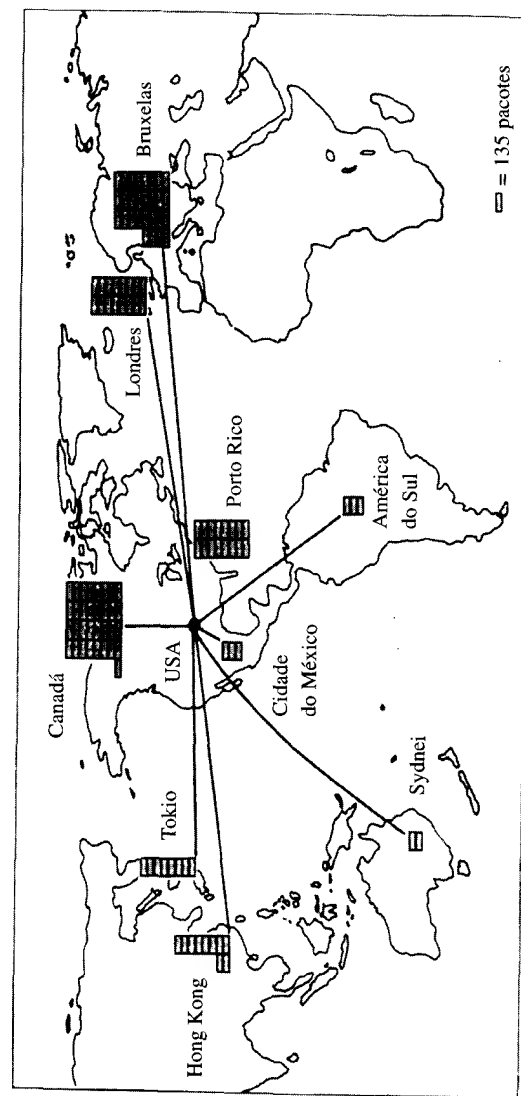 Canadá
Bruxelas
Londres
Tokio
USA
Porto Rico
Hong Kong
Cidade
do México
América
do Sul
Sydnei
= 135 pacotes